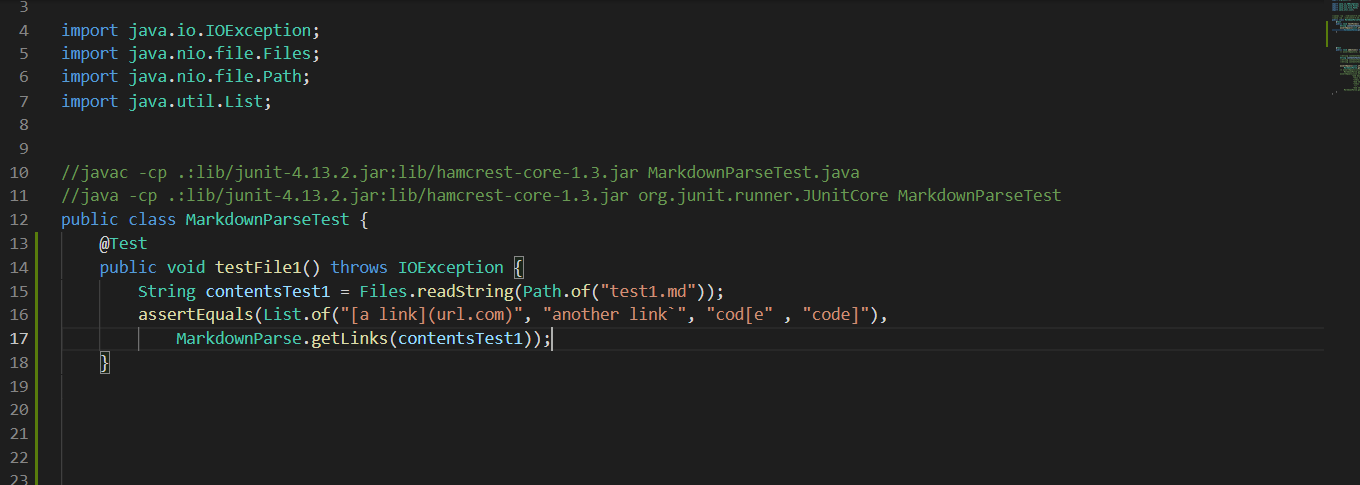 3
4 import java.io.IOException;
5 import java.nio.file.Files;
6 import java.nio.file.Path;
7 import java.util.List;
8
9
10 //javac -cp .:lib/junit-4.13.2.jar:lib/hamcrest-core-1.3.jar MarkdownParseTest.java
11 //java -cp .:lib/junit-4.13.2.jar:lib/hamcrest-core-1.3.jar org.junit.runner.JUnitCore MarkdownParseTest
12 public class MarkdownParseTest {
13 @Test
14 public void testFile1() throws IOException {
15 String contentsTest1 = Files.readString(Path.of("test1.md"));
16 assertEquals(List.of("[a link](url.com)", "another link`", "cod[e" , "code]"),
17 MarkdownParse.getLinks(contentsTest1));
18 }
19
20
21
22
23